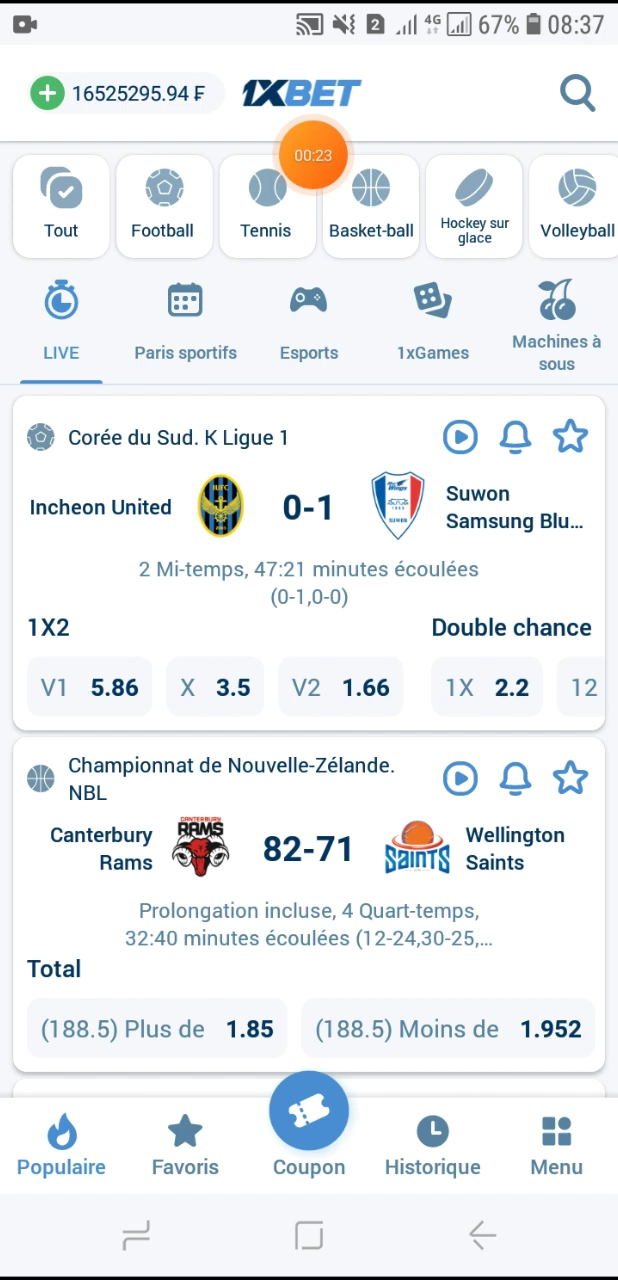 2 4G 67% 08:37
16525295.94 ₣ 1XBET
00:23
Tout Football Tennis Basket-ball Hockey sur glace Volleyball
LIVE Paris sportifs Esports 1xGames Machines à sous
Corée du Sud. K Ligue 1
Incheon United IUFC 0-1 SUWON Suwon Samsung Blu...
2 Mi-temps, 47:21 minutes écoulées
(0-1,0-0)
1X2 Double chance
V1 5.86 X 3.5 V2 1.66 1X 2.2 12
Championnat de Nouvelle-Zélande.
NBL
Canterbury Rams CANTERBURY RAMS 82-71 SAINTS Wellington Saints
Prolongation incluse, 4 Quart-temps,
32:40 minutes écoulées (12-24,30-25,...
Total
(188.5) Plus de 1.85 (188.5) Moins de 1.952
Populaire Favoris Coupon Historique Menu